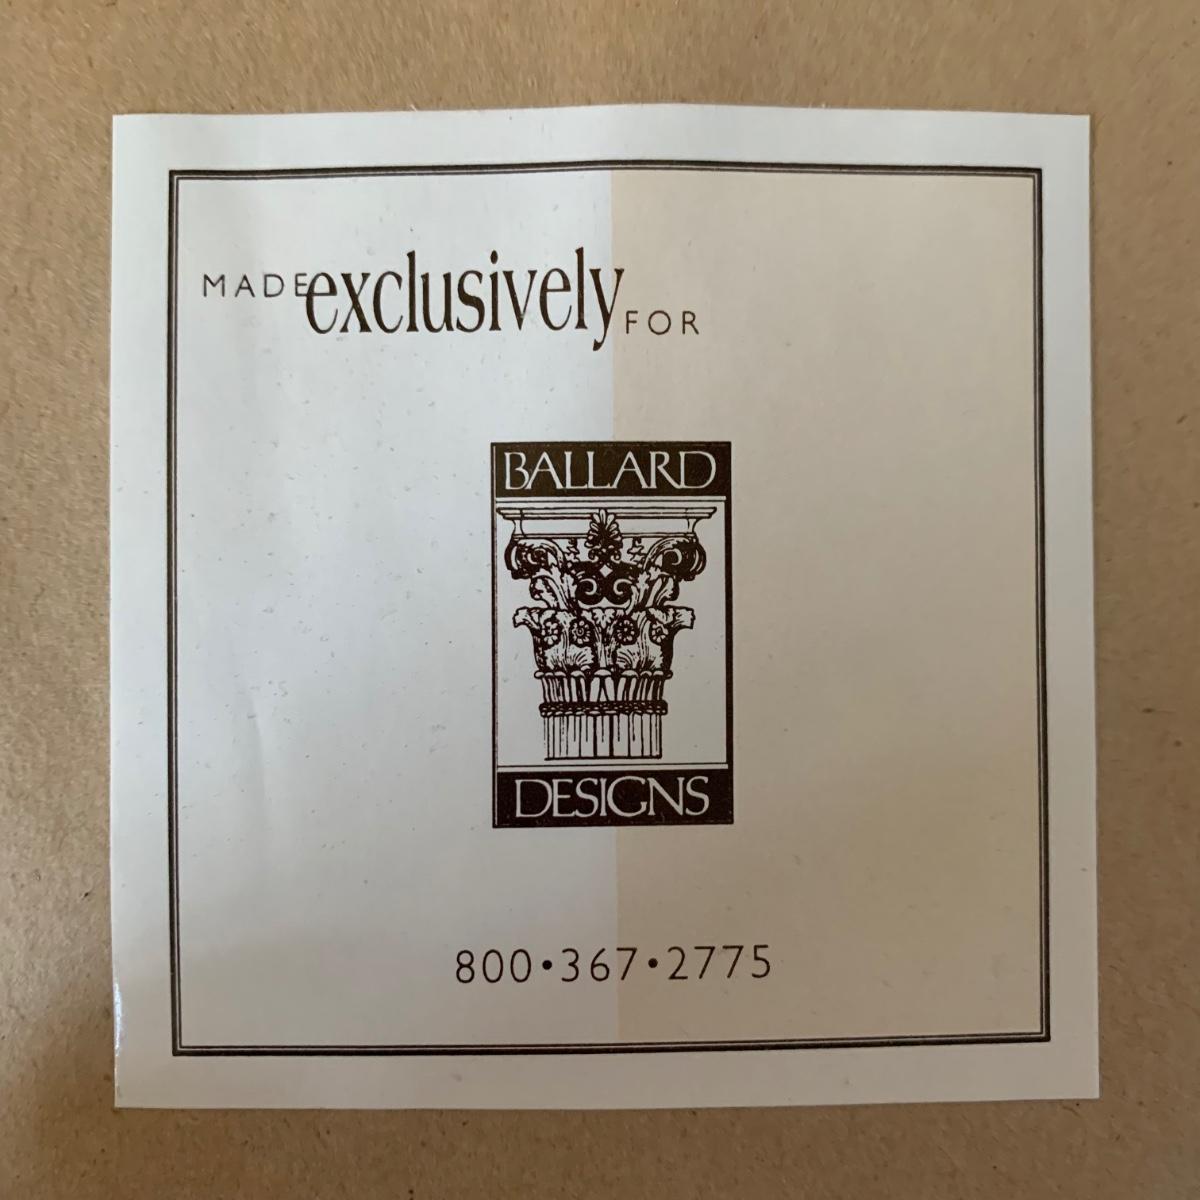 MADE exclusively FOR
BALLARD
DESIGNS
800•367•2775